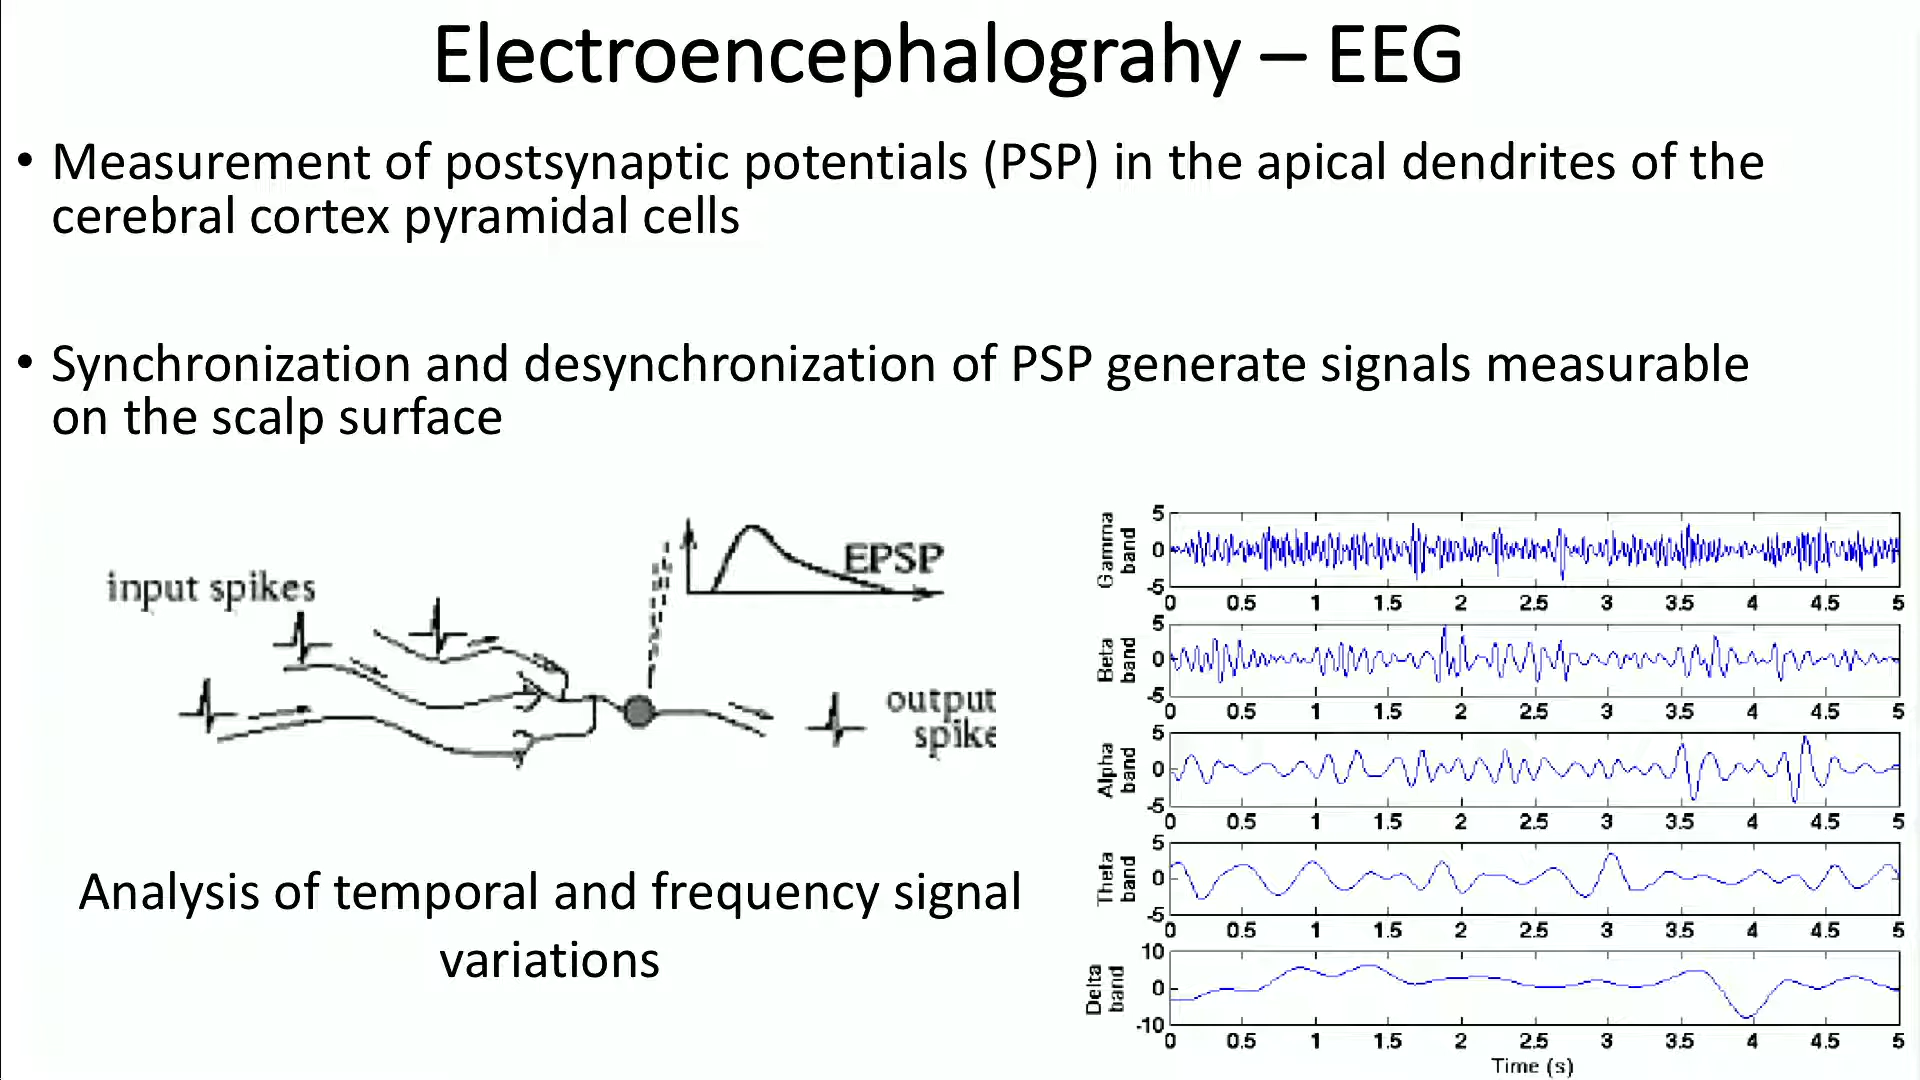 Electroencephalograhy – EEG
• Measurement of postsynaptic potentials (PSP) in the apical dendrites of the
cerebral cortex pyramidal cells
• Synchronization and desynchronization of PSP generate signals measurable
on the scalp surface
input spikes
EPSP
output
spike
Analysis of temporal and frequency signal
variations
Gamma
band
5
0
-5
0 0.5 1 1.5 2 2.5 3 3.5 4 4.5 5
Beta
band
5
0
-5
0 0.5 1 1.5 2 2.5 3 3.5 4 4.5 5
Alpha
band
5
0
-5
0 0.5 1 1.5 2 2.5 3 3.5 4 4.5 5
Theta
band
5
0
-5
0 0.5 1 1.5 2 2.5 3 3.5 4 4.5 5
Delta
band
10
0
-10
0 0.5 1 1.5 2 2.5 3 3.5 4 4.5 5
Time (s)